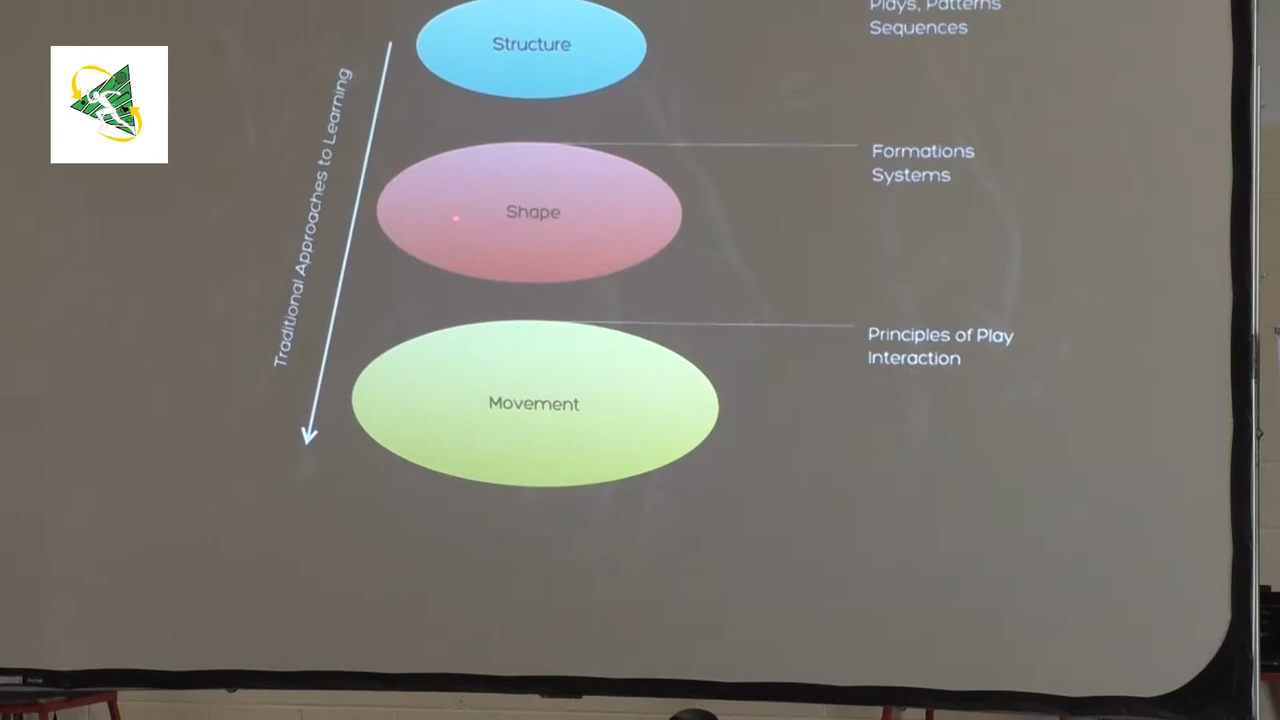 Plays, Patterns
Sequences
Structure
Traditional Approaches to Learning
Formations
Systems
Shape
Principles of Play
Interaction
Movement